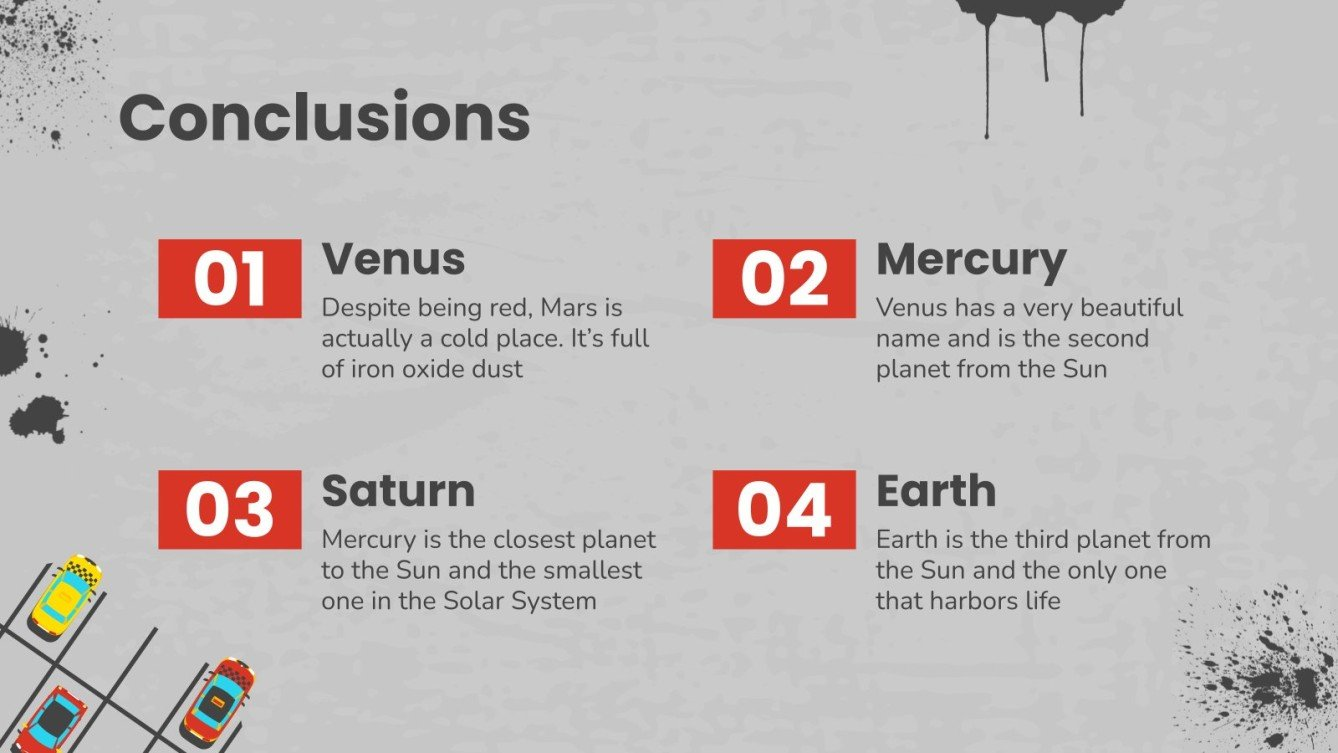 Conclusions
01
Venus
Despite being red, Mars is
actually a cold place. It’s full
of iron oxide dust
02
Mercury
Venus has a very beautiful
name and is the second
planet from the Sun
03
Saturn
Mercury is the closest planet
to the Sun and the smallest
one in the Solar System
04
Earth
Earth is the third planet from
the Sun and the only one
that harbors life